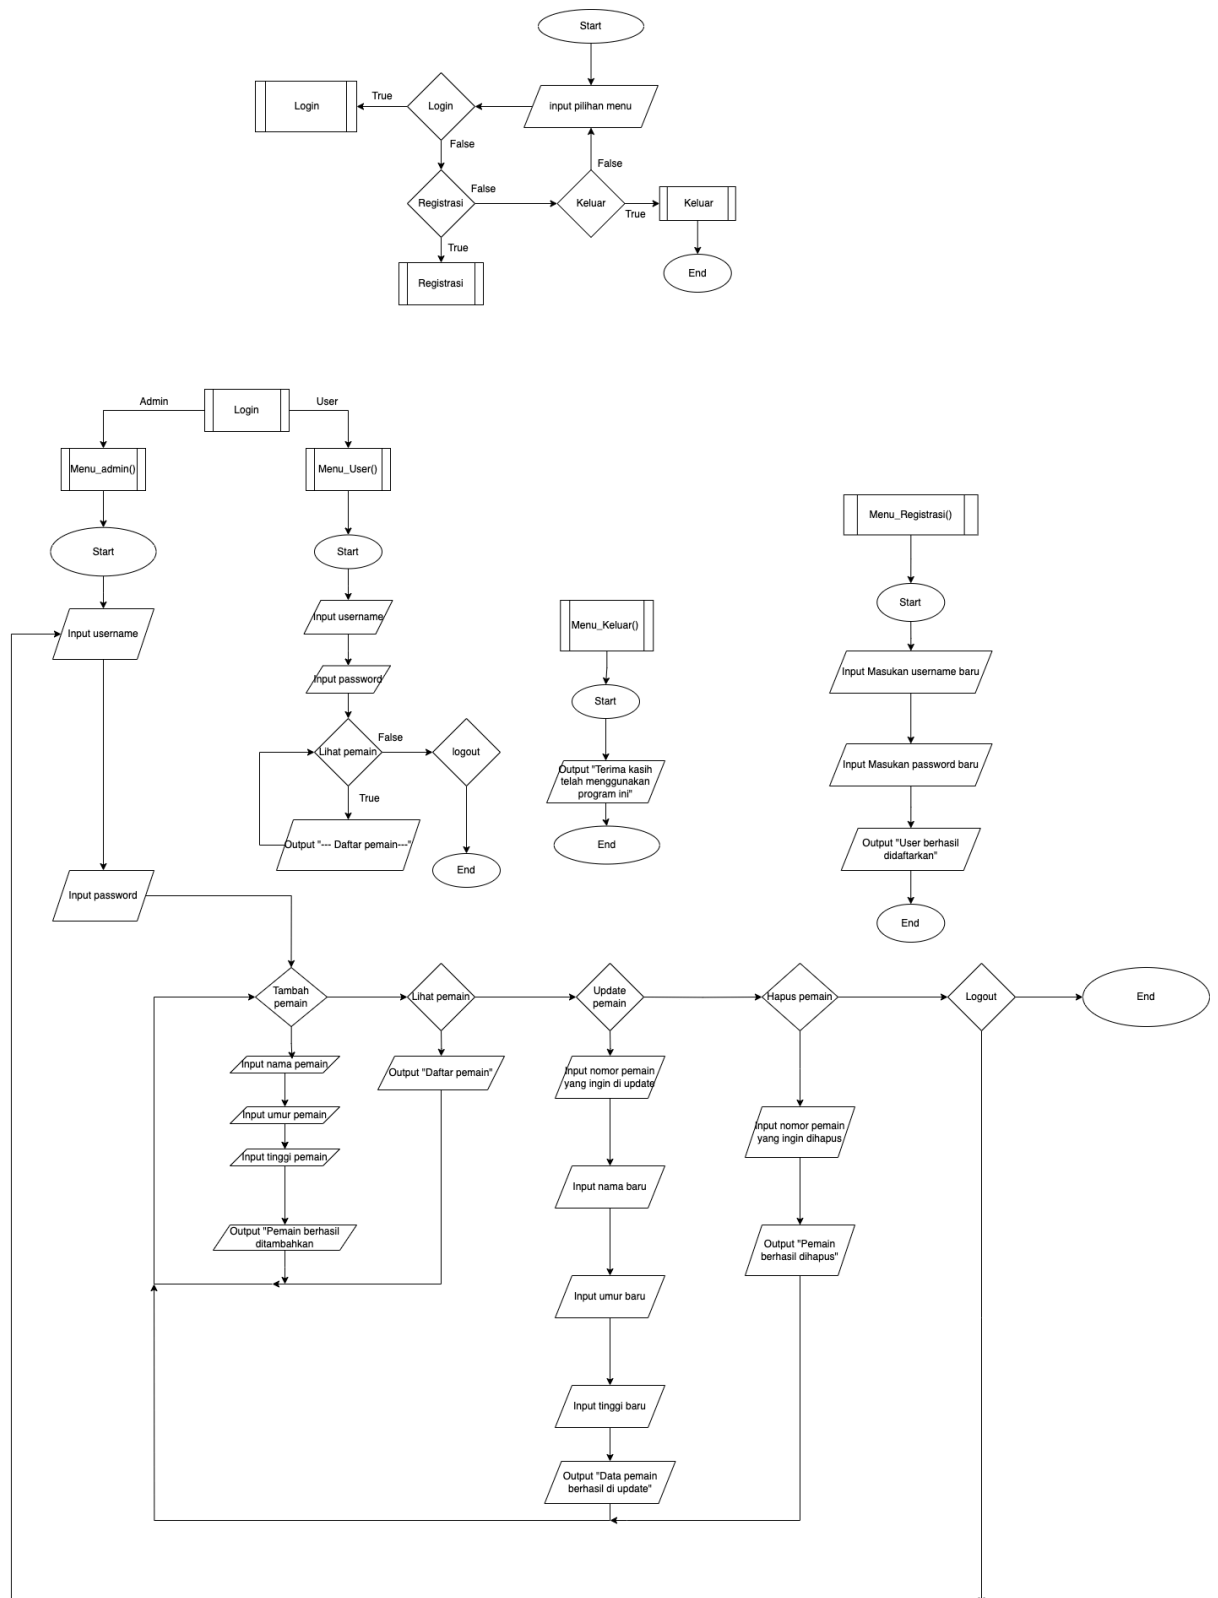 Start
input pilihan menu
Login
True
Login
False
False
Registrasi
False
Keluar
True
Keluar
True
Registrasi
End
Admin
Login
User
Menu_admin()
Menu_User()
Menu_Registrasi()
Start
Start
Start
Input username
Input username
Menu_Keluar()
Input password
Start
Input Masukan username baru
Lihat pemain
False
logout
True
Output "Terima kasih
telah menggunakan
program ini"
Input Masukan password baru
Output "--- Daftar pemain---"
End
End
Output "User berhasil
didaftarkan"
Input password
End
Tambah
pemain
Lihat pemain
Update
pemain
Hapus pemain
Logout
End
Input nama pemain
Input umur pemain
Input tinggi pemain
Output "Pemain berhasil
ditambahkan
Output "Daftar pemain"
Input nomor pemain
yang ingin di update
Input nama baru
Input umur baru
Input tinggi baru
Output "Data pemain
berhasil di update"
Input nomor pemain
yang ingin dihapus
Output "Pemain
berhasil dihapus"